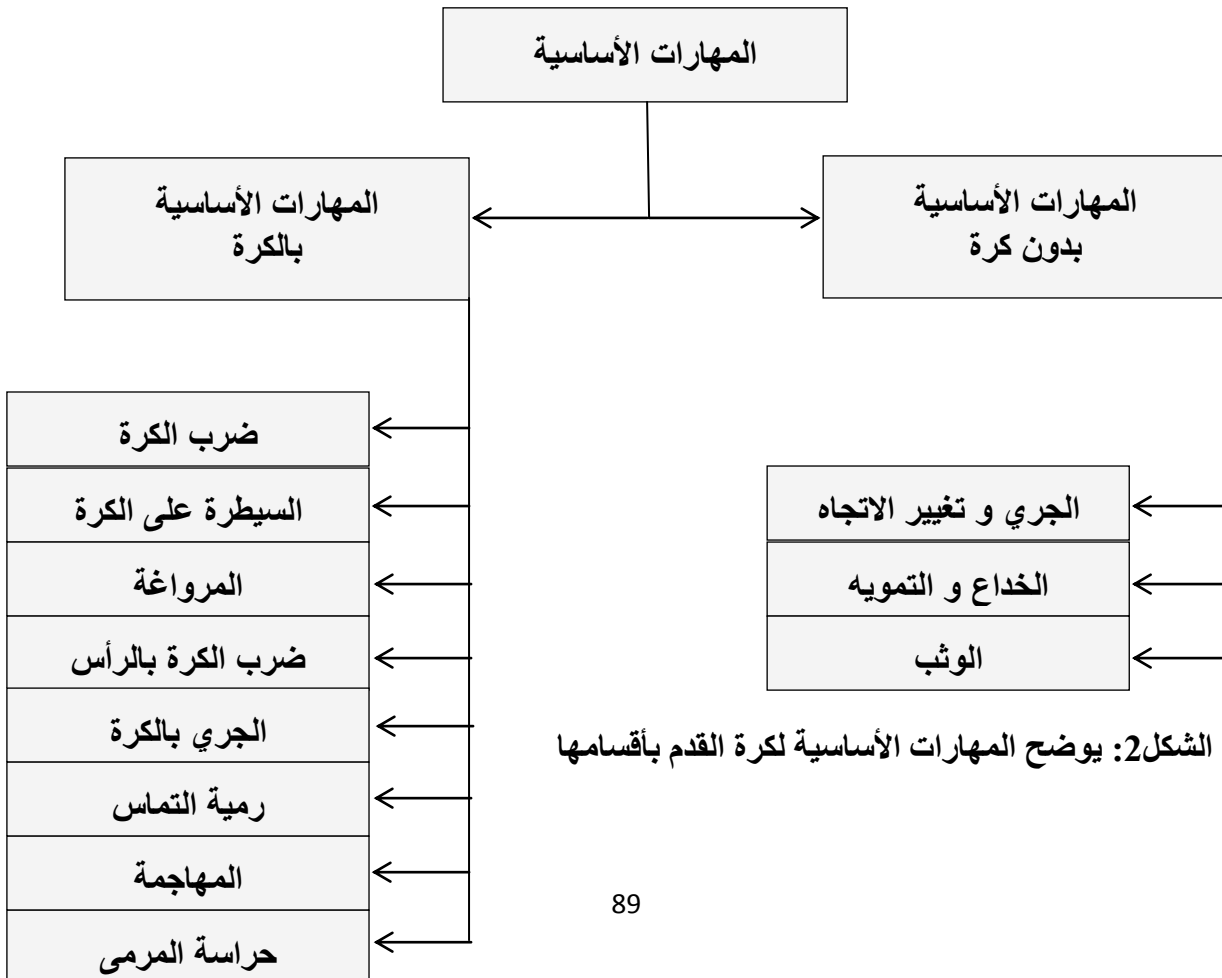 المهارات الأساسية
المهارات الأساسية
بدون كرة
المهارات الأساسية
بالكرة
الجري و تغيير الاتجاه
الخداع و التمويه
الوثب
ضرب الكرة
السيطرة على الكرة
المرواغة
ضرب الكرة بالرأس
الجري بالكرة
رمية التماس
المهاجمة
حراسة المرمى
الشكل2: يوضح المهارات الأساسية لكرة القدم بأقسامها
89